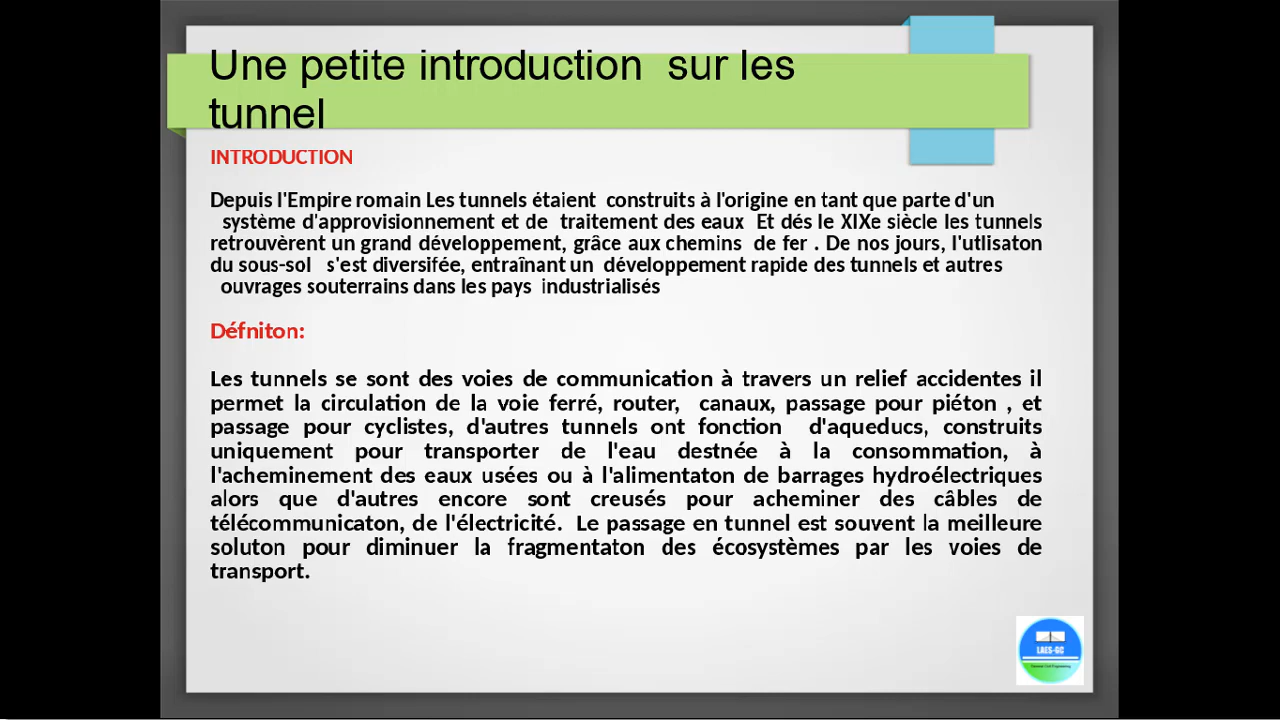 Une petite introduction  sur les
tunnel
INTRODUCTION
Depuis l'Empire romain Les tunnels étaient  construits à l'origine en tant que parte d'un
système d'approvisionnement et de  traitement des eaux  Et dés le XIXe siècle les tunnels
retrouvèrent un grand développement, grâce aux chemins  de fer . De nos jours, l'utlisaton
du sous-sol   s'est diversifée, entraînant un  développement rapide des tunnels et autres
ouvrages souterrains dans les pays  industrialisés
Défniton:
Les tunnels se sont des voies de communication à travers un relief accidentes il
permet la circulation de la voie ferré, router,  canaux, passage pour piéton , et
passage pour cyclistes, d'autres tunnels ont fonction  d'aqueducs, construits
uniquement pour transporter de l'eau destnée à la consommation, à
l'acheminement des eaux usées ou à l'alimentaton de barrages hydroélectriques
alors que d'autres encore sont creusés pour acheminer des câbles de
télécommunicaton, de l'électricité.  Le passage en tunnel est souvent la meilleure
soluton pour diminuer la fragmentaton des écosystèmes par les voies de
transport.
LAES-GC